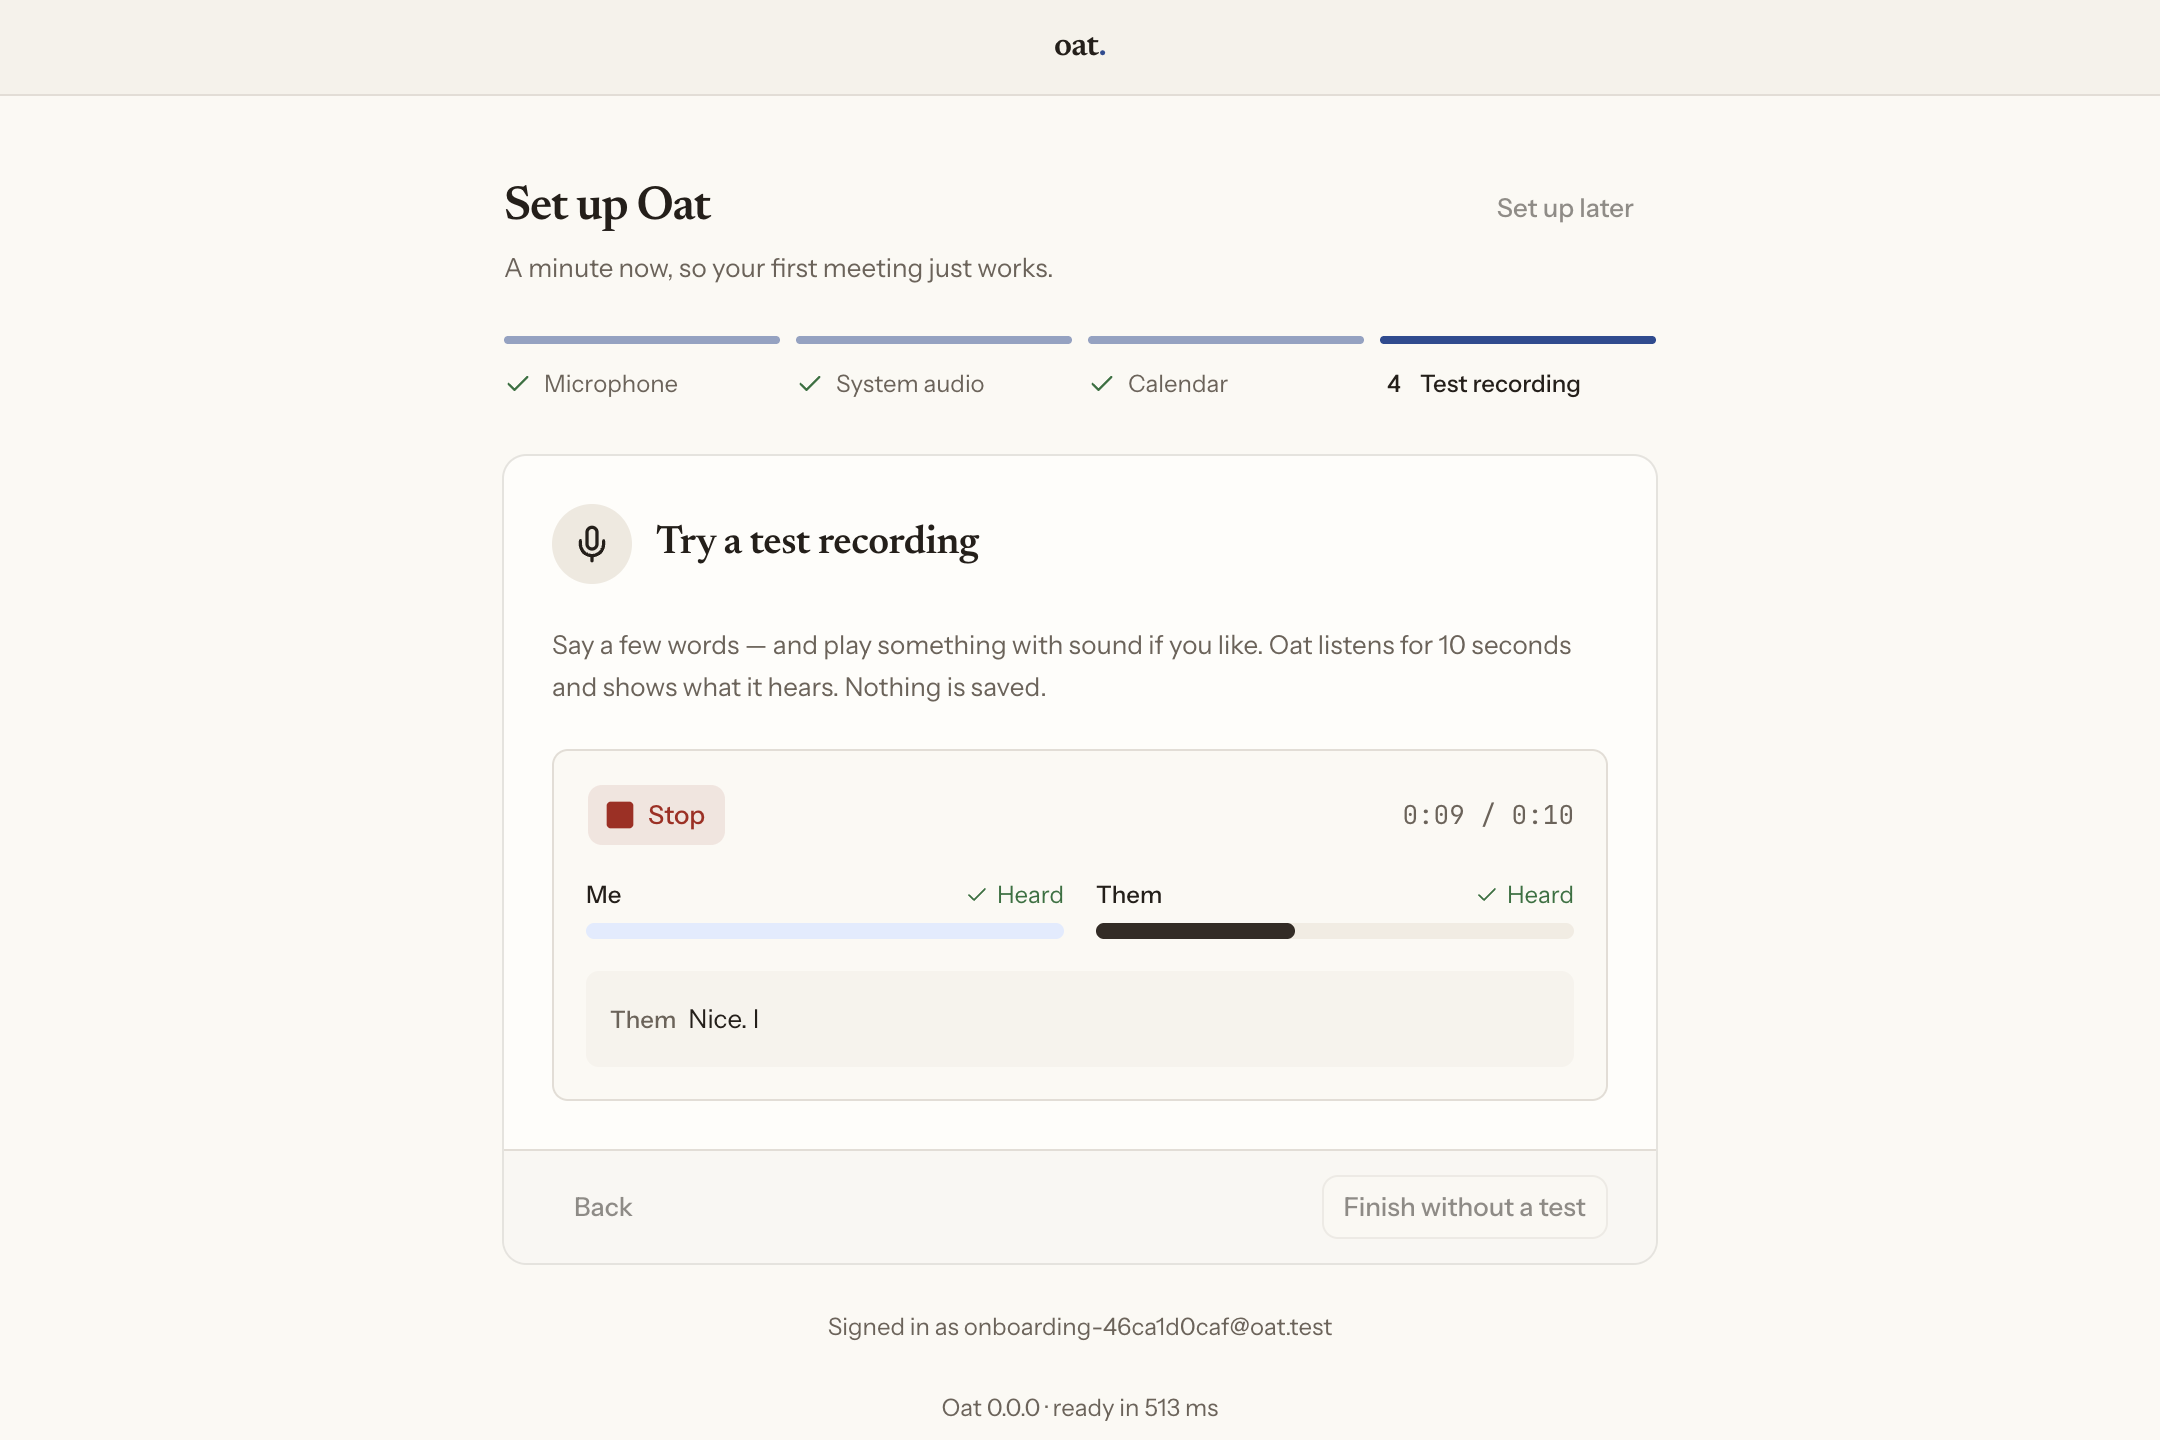 oat.
Set up Oat
Set up later
A minute now, so your first meeting just works.
Microphone
System audio
Calendar
4 Test recording
Try a test recording
Say a few words — and play something with sound if you like. Oat listens for 10 seconds
and shows what it hears. Nothing is saved.
Stop
0:09 / 0:10
Me
Heard
Them
Heard
Them Nice. I
Back
Finish without a test
Signed in as onboarding-46ca1d0caf@oat.test
Oat 0.0.0 · ready in 513 ms